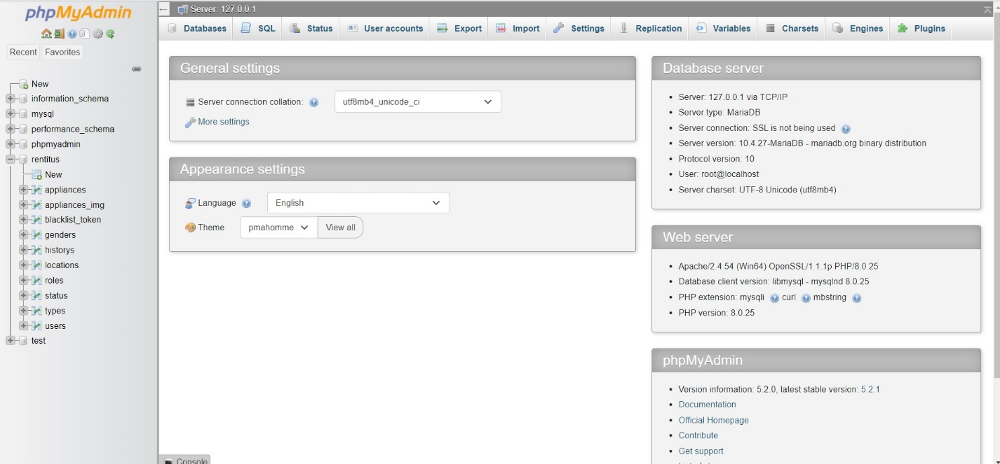 phpMyAdmin
Recent Favorites
New
information_schema
mysql
performance_schema
phpmyadmin
rentitus
New
appliances
appliances_img
blacklist_token
genders
historys
locations
roles
status
types
users
test
Server: 127.0.0.1
Databases SQL Status User accounts Export Import Settings Replication Variables Charsets Engines Plugins
General settings
Server connection collation: utf8mb4_unicode_ci
More settings
Appearance settings
Language English
Theme pmahomme View all
Database server
• Server: 127.0.0.1 via TCP/IP
• Server type: MariaDB
• Server connection: SSL is not being used
• Server version: 10.4.27-MariaDB - mariadb.org binary distribution
• Protocol version: 10
• User: root@localhost
• Server charset: UTF-8 Unicode (utf8mb4)
Web server
• Apache/2.4.54 (Win64) OpenSSL/1.1.1p PHP/8.0.25
• Database client version: libmysql - mysqlnd 8.0.25
• PHP extension: mysqli curl mbstring
• PHP version: 8.0.25
phpMyAdmin
• Version information: 5.2.0, latest stable version: 5.2.1
• Documentation
• Official Homepage
• Contribute
• Get support
Console